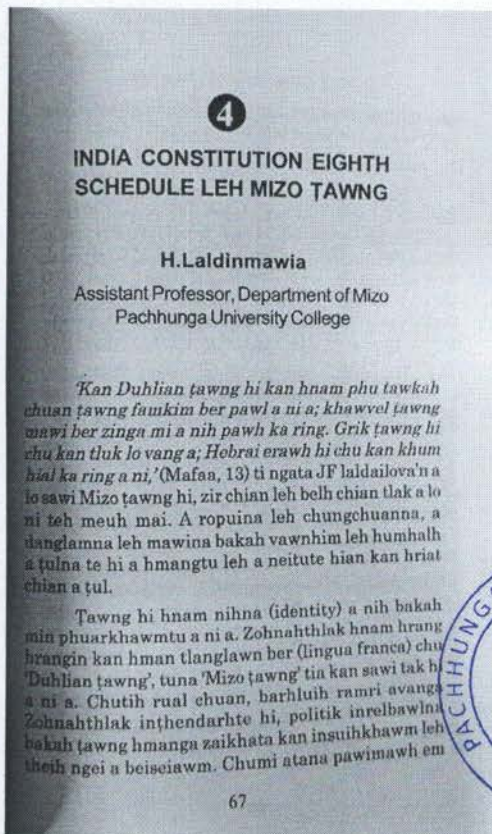 4
INDIA CONSTITUTION EIGHTH
SCHEDULE LEH MIZO ṬAWNG
H.Laldinmawia
Assistant Professor, Department of Mizo
Pachhunga University College
'Kan Duhlian ṭawng hi kan hnam phu tawkah
chuan ṭawng famkim ber pawl a ni a; khawvel ṭawng
mawi ber zinga mi a nih pawh ka ring. Grik ṭawng hi
chu kan tluk lo vang a; Hebrai erawh hi chu kan khum
hial ka ring a ni,' (Mafaa, 13) ti ngata JF laldailova'n a
lo sawi Mizo ṭawng hi, zir chian leh belh chian tlak a lo
ni teh meuh mai. A ropuina leh chungchuanna, a
danglamna leh mawina bakah vawnhim leh humhalh
a ṭulna te hi a hmangtu leh a neitute hian kan hriat
chian a ṭul.
Ṭawng hi hnam nihna (identity) a nih bakah
min phuarkhawmtu a ni a. Zohnahthlak hnam hrang
hrangin kan hman tlanglawn ber (lingua franca) chu
'Duhlian ṭawng', tuna 'Mizo ṭawng' tia kan sawi tak hi
a ni a. Chutih rual chuan, barhluih ramri avanga
Zohnahthlak inṭhendarhte hi, politik inrelbawlna
bakah ṭawng hmanga zaikhata kan insuihkhawm leh
theih ngei a beiseiawm. Chumi atana pawimawh em
67
PACHHUNGA